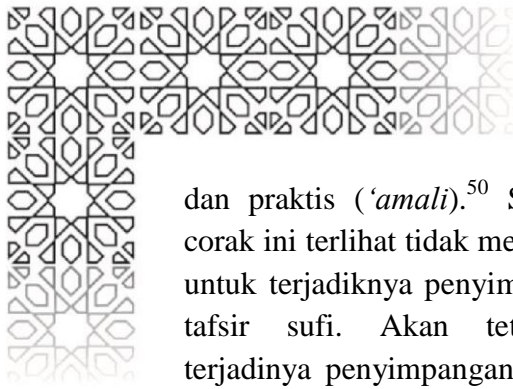 dan praktis (‘amali).⁵⁰ S
corak ini terlihat tidak me
untuk terjadiknya penyim
tafsir sufi. Akan tet
terjadinya penyimpangan